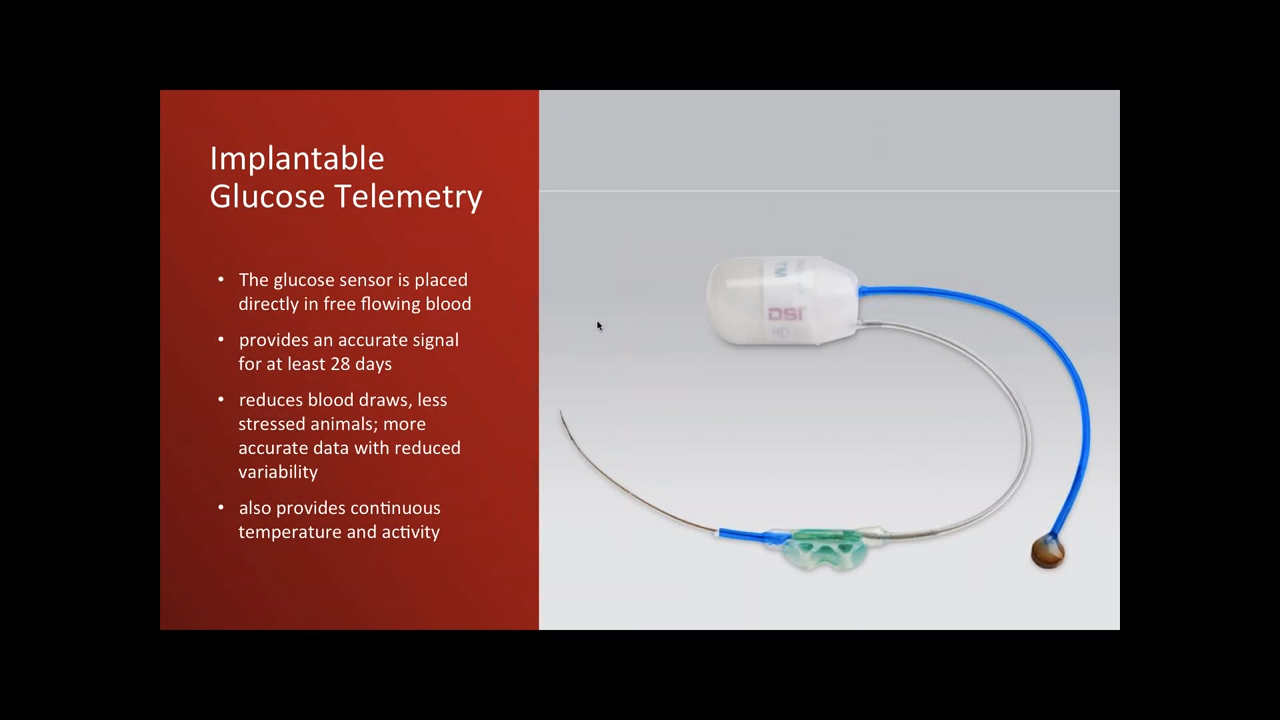 Implantable
Glucose Telemetry
• The glucose sensor is placed
directly in free flowing blood
• provides an accurate signal
for at least 28 days
• reduces blood draws, less
stressed animals; more
accurate data with reduced
variability
• also provides continuous
temperature and activity
TM
DSI